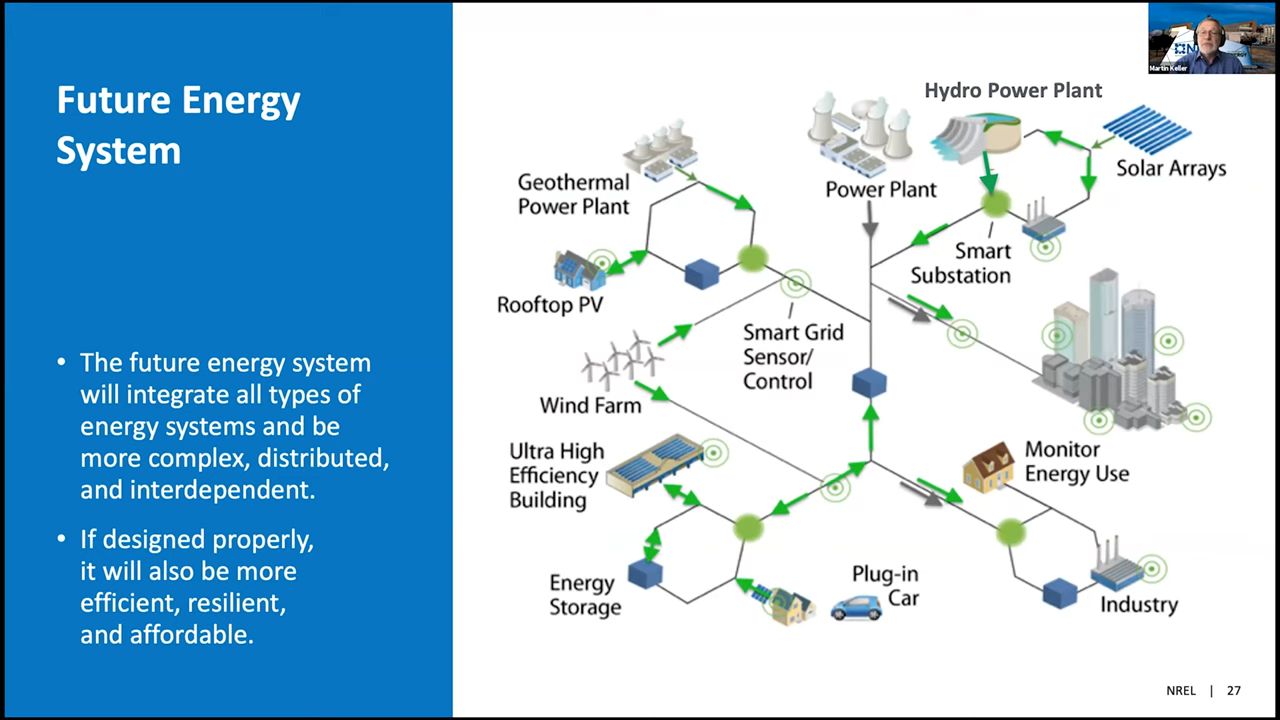 Future Energy
System
• The future energy system
will integrate all types of
energy systems and be
more complex, distributed,
and interdependent.
• If designed properly,
it will also be more
efficient, resilient,
and affordable.
Martin Keller
Hydro Power Plant
Geothermal
Power Plant
Power Plant
Solar Arrays
Smart
Substation
Rooftop PV
Smart Grid
Sensor/
Control
Wind Farm
Ultra High
Efficiency
Building
Monitor
Energy Use
Energy
Storage
Plug-in
Car
Industry
NREL | 27